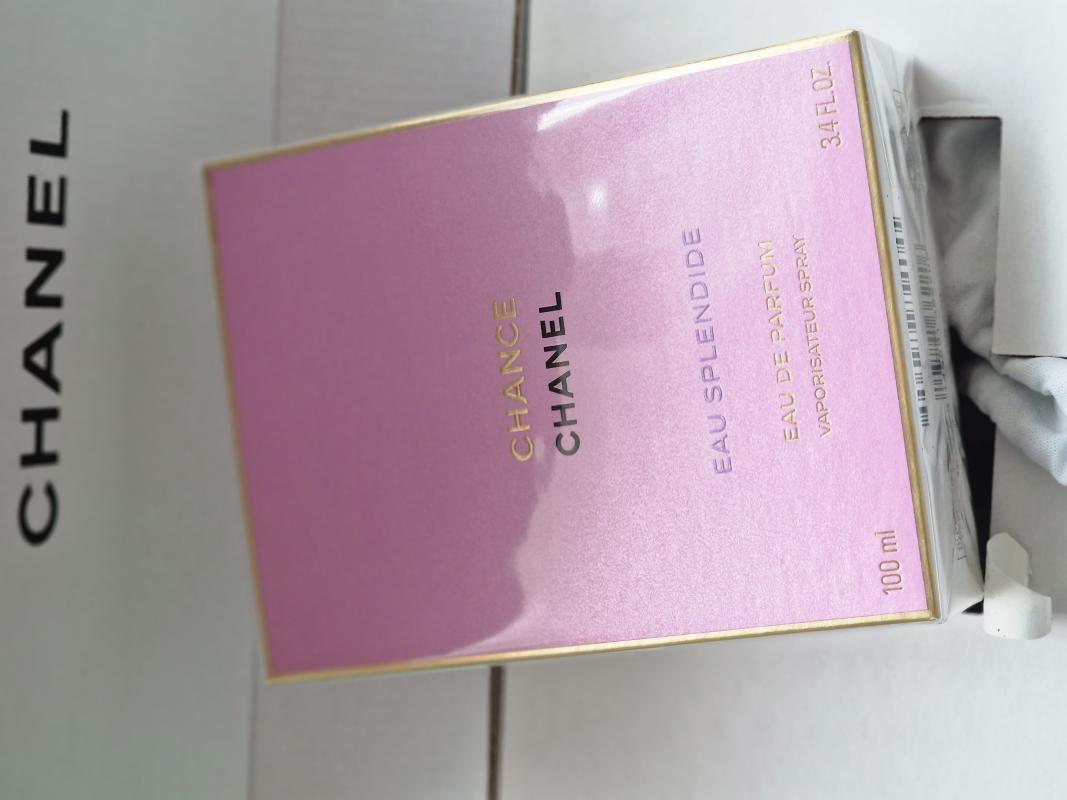 CHANEL
CHANCE
CHANEL
EAU SPLENDIDE
EAU DE PARFUM
VAPORISATEUR SPRAY
100 ml
3.4 FL.OZ.